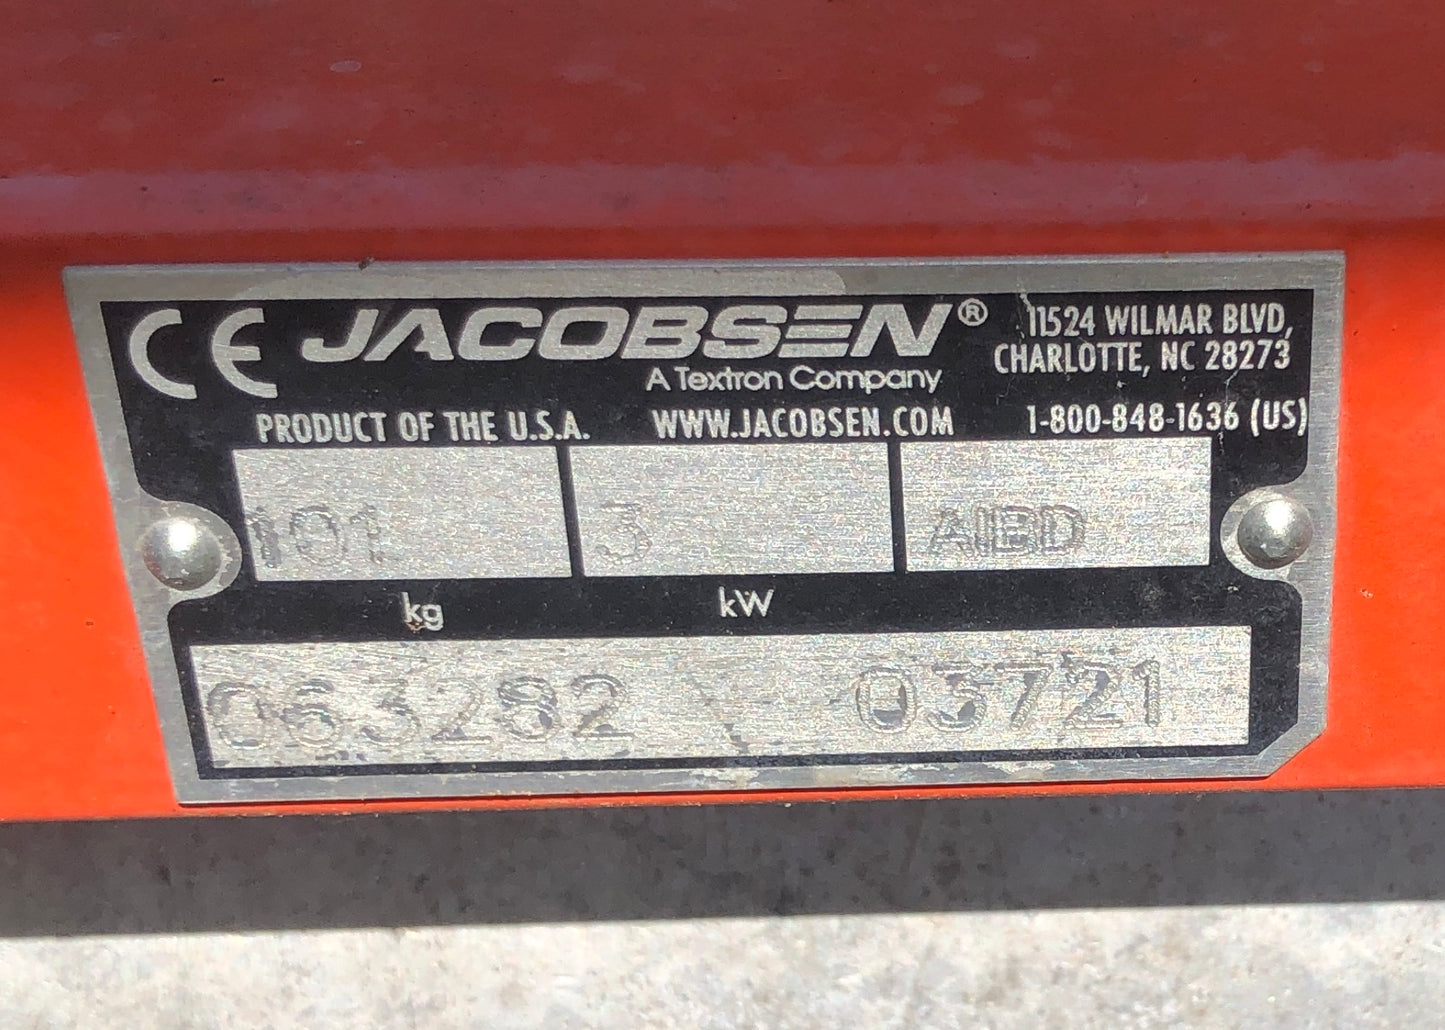 CE JACOBSEN® 11524 WILMAR BLVD,
A Textron Company CHARLOTTE, NC 28273
PRODUCT OF THE U.S.A. WWW.JACOBSEN.COM 1-800-848-1636 (US)
101 3 AIBD
kg kW
063282 03721